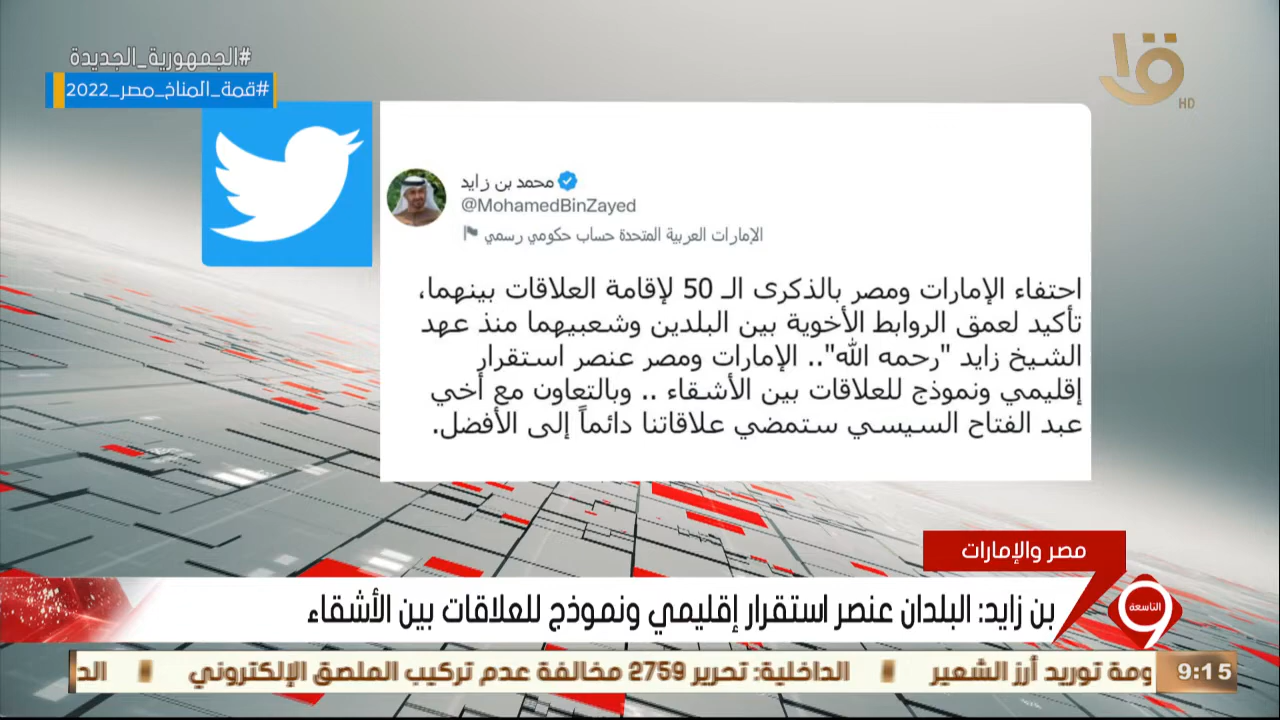 #الجمهورية_الجديدة
#قمة_المناخ_مصر_2022
HD
محمد بن زايد
@MohamedBinZayed
الإمارات العربية المتحدة حساب حكومي رسمي
احتفاء الإمارات ومصر بالذكرى الـ 50 لإقامة العلاقات بينهما،
تأكيد لعمق الروابط الأخوية بين البلدين وشعبيهما منذ عهد
الشيخ زايد "رحمه الله".. الإمارات ومصر عنصر استقرار
إقليمي ونموذج للعلاقات بين الأشقاء .. وبالتعاون مع أخي
عبد الفتاح السيسي ستمضي علاقاتنا دائماً إلى الأفضل.
مصر والإمارات
التاسعة
9
بن زايد: البلدان عنصر استقرار إقليمي ونموذج للعلاقات بين الأشقاء
9:15
ومة توريد أرز الشعير
الداخلية: تحرير 2759 مخالفة عدم تركيب الملصق الإلكتروني
الد